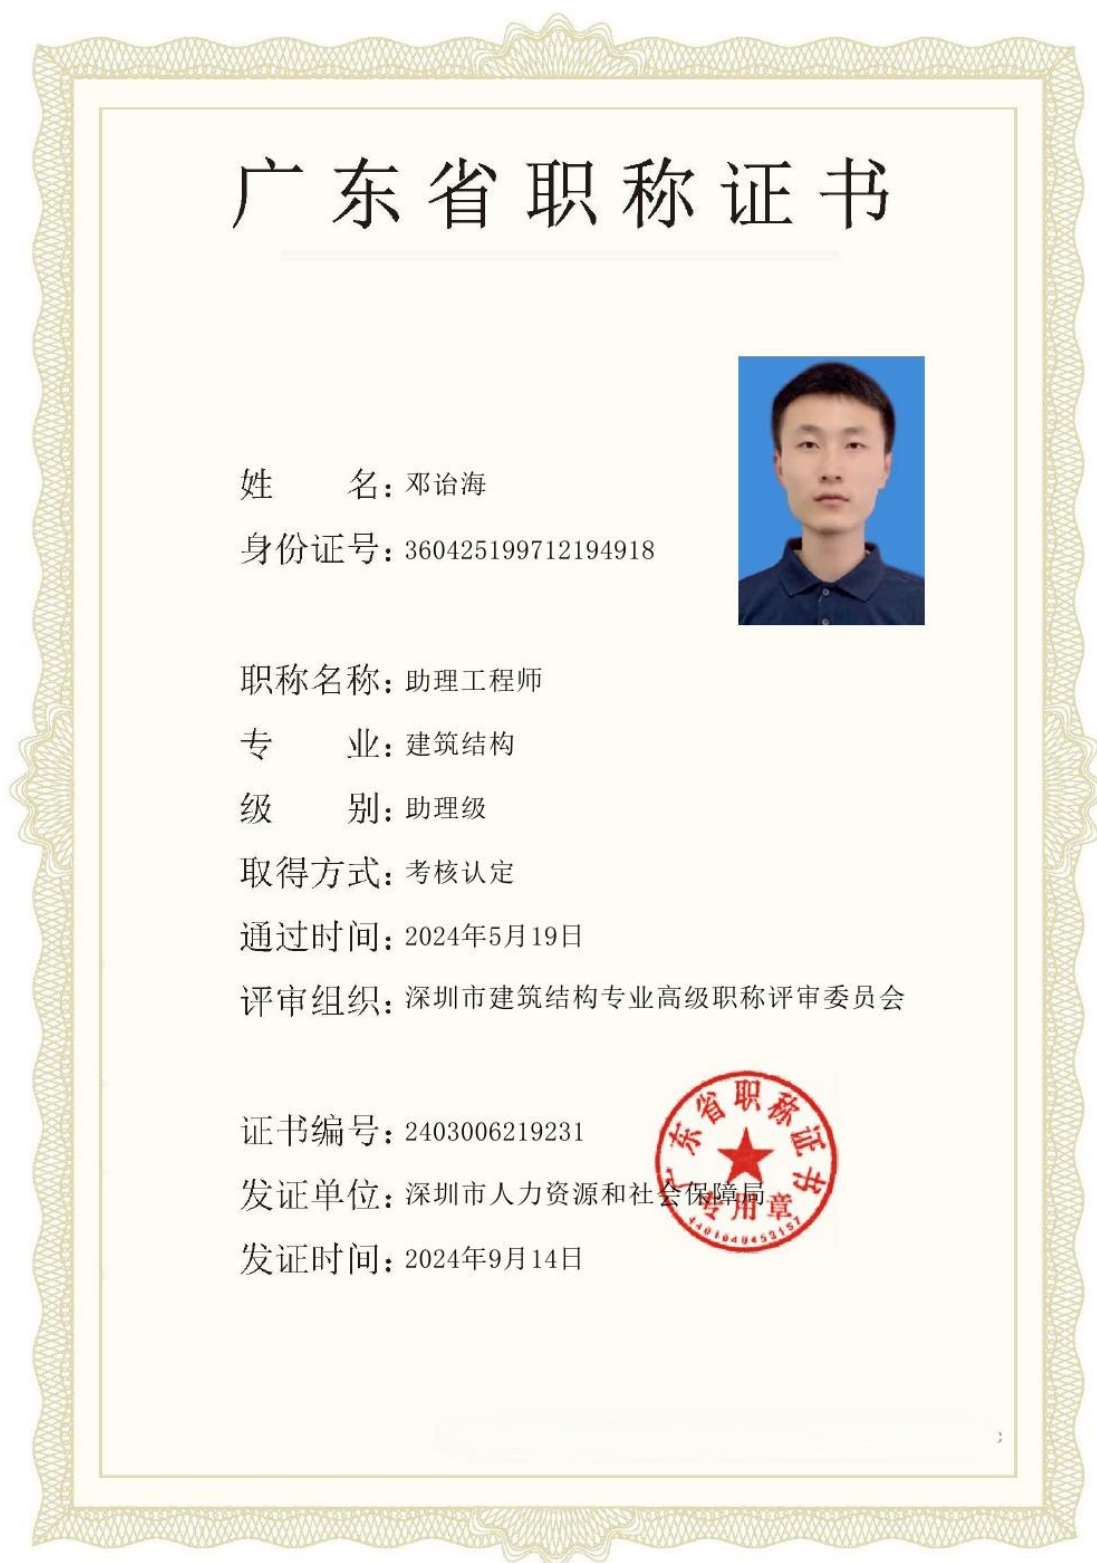 广东省职称证书
姓 名：邓诒海
身份证号：360425199712194918
职称名称：助理工程师
专 业：建筑结构
级 别：助理级
取得方式：考核认定
通过时间：2024年5月19日
评审组织：深圳市建筑结构专业高级职称评审委员会
证书编号：2403006219231
发证单位：深圳市人力资源和社会保障局
发证时间：2024年9月14日
广东省职称证书
专用章